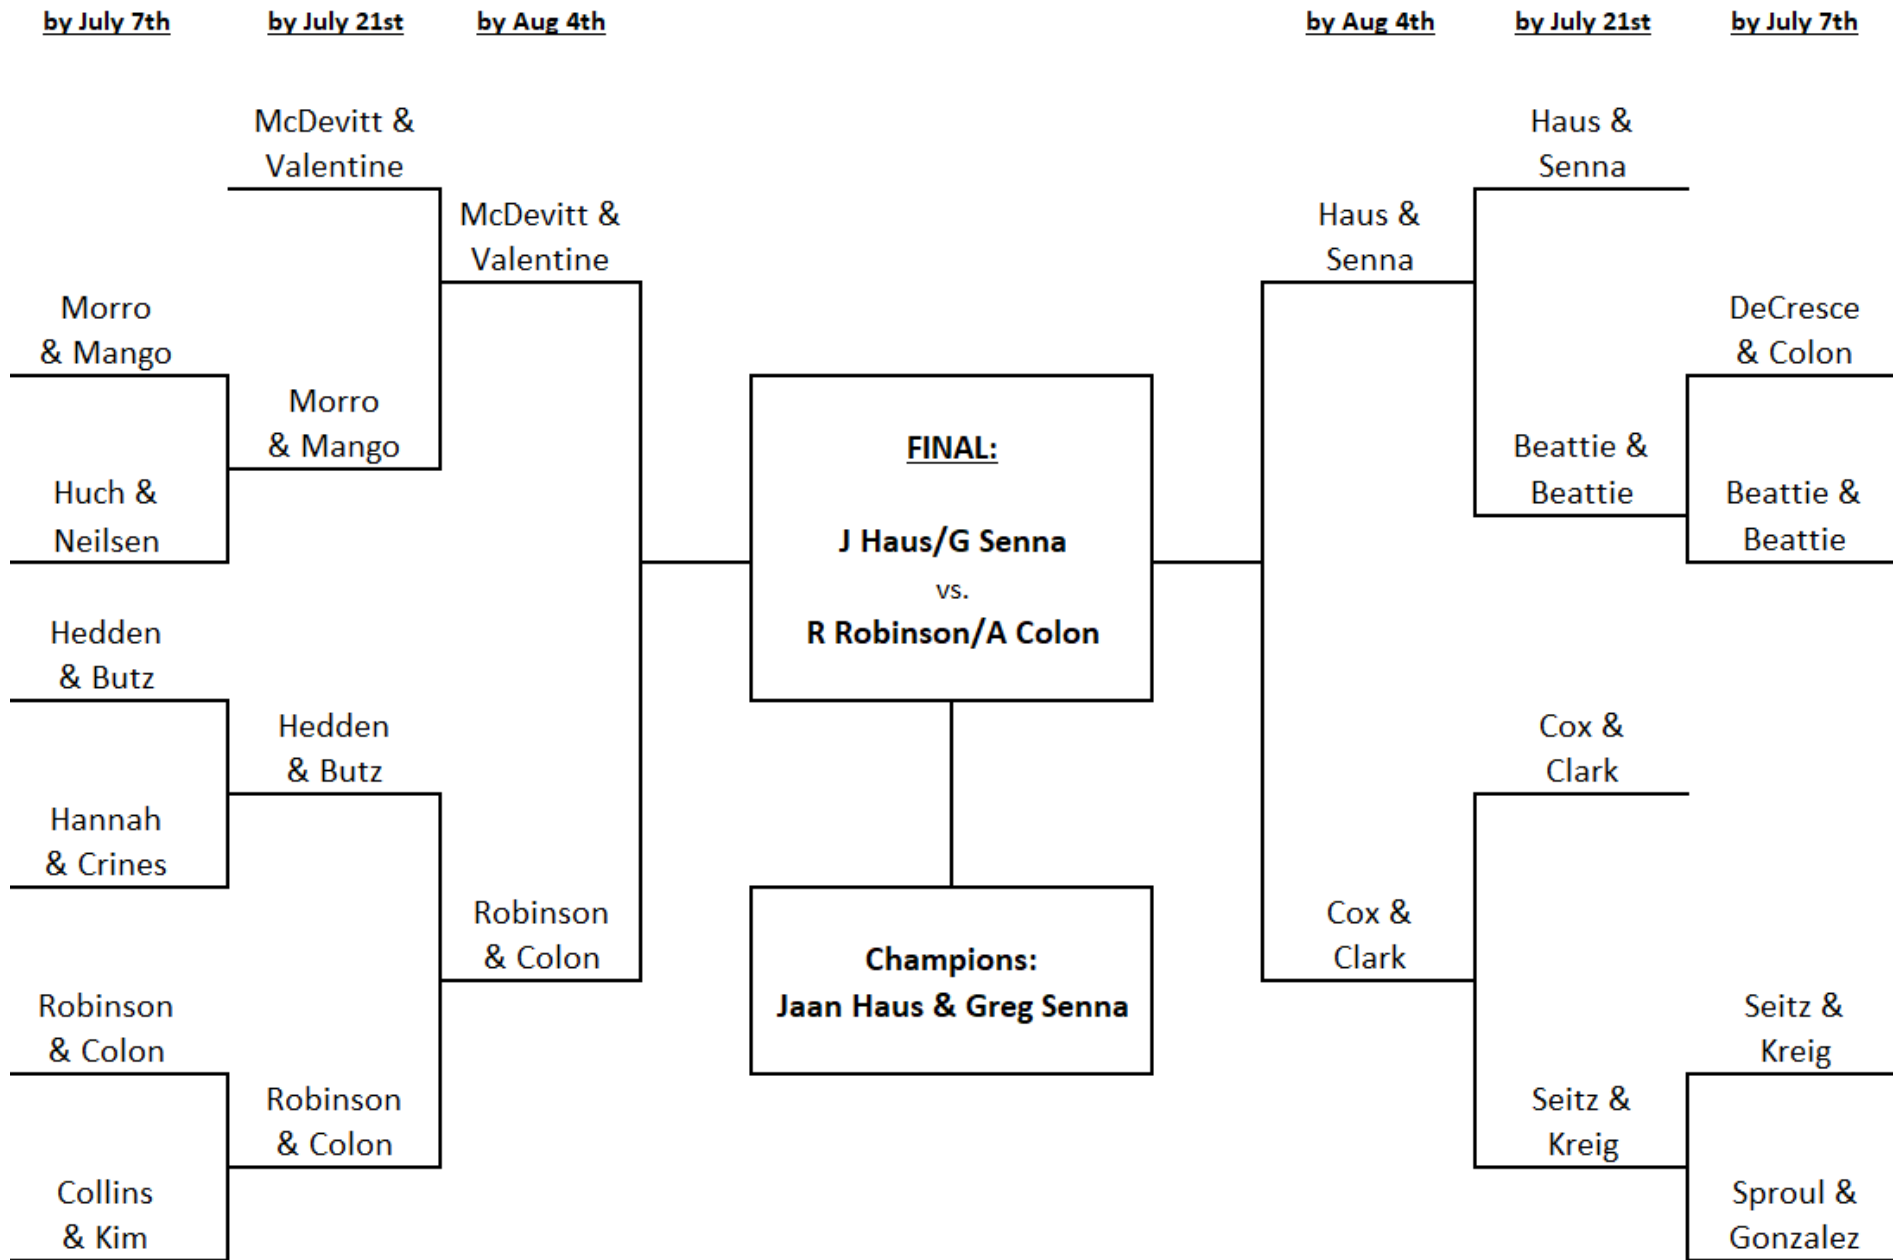 by July 7th
by July 21st
by Aug 4th
by Aug 4th
by July 21st
by July 7th
McDevitt &
Valentine
McDevitt &
Valentine
Morro
& Mango
Morro
& Mango
Huch &
Neilsen
Hedden
& Butz
Hedden
& Butz
Hannah
& Crines
Robinson
& Colon
Robinson
& Colon
Robinson
& Colon
Collins
& Kim
FINAL:
J Haus/G Senna
vs.
R Robinson/A Colon
Champions:
Jaan Haus & Greg Senna
Haus &
Senna
Haus &
Senna
DeCresce
& Colon
Beattie &
Beattie
Beattie &
Beattie
Cox &
Clark
Cox &
Clark
Seitz &
Kreig
Seitz &
Kreig
Sproul &
Gonzalez